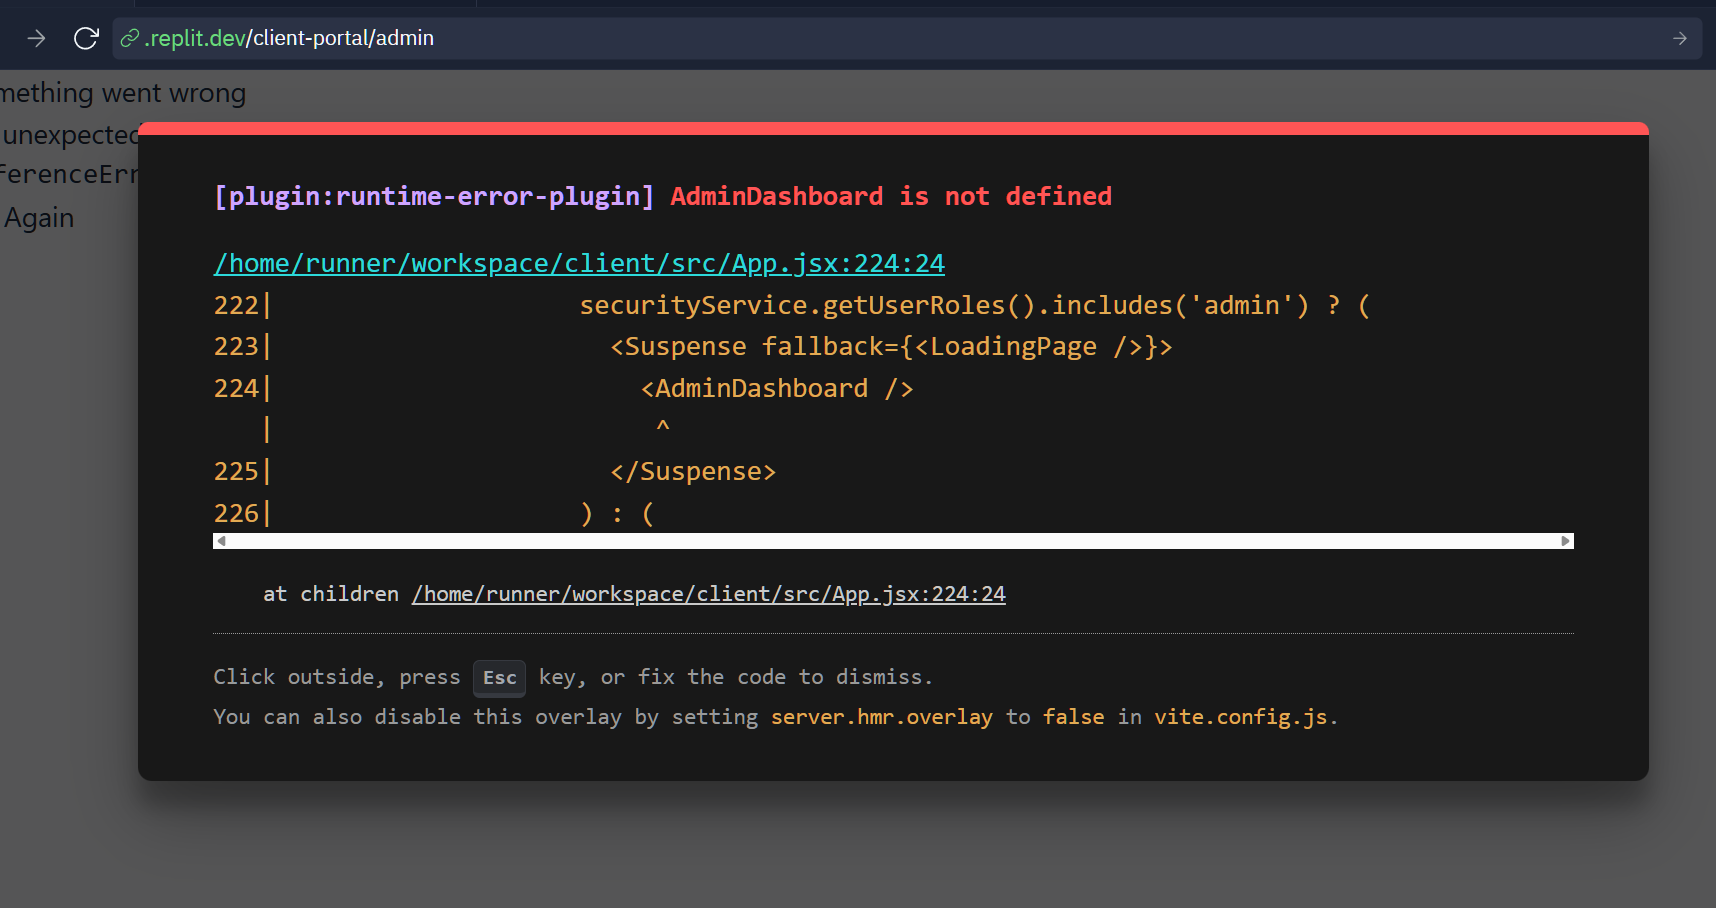 .replit.dev/client-portal/admin
mething went wrong
unexpected
ferenceErr
Again
[plugin:runtime-error-plugin] AdminDashboard is not defined
/home/runner/workspace/client/src/App.jsx:224:24
222|                    securityService.getUserRoles().includes('admin') ? (
223|                      <Suspense fallback={<LoadingPage />}>
224|                        <AdminDashboard />
|                         ^
225|                      </Suspense>
226|                    ) : (
at children /home/runner/workspace/client/src/App.jsx:224:24
Click outside, press Esc key, or fix the code to dismiss.
You can also disable this overlay by setting server.hmr.overlay to false in vite.config.js.